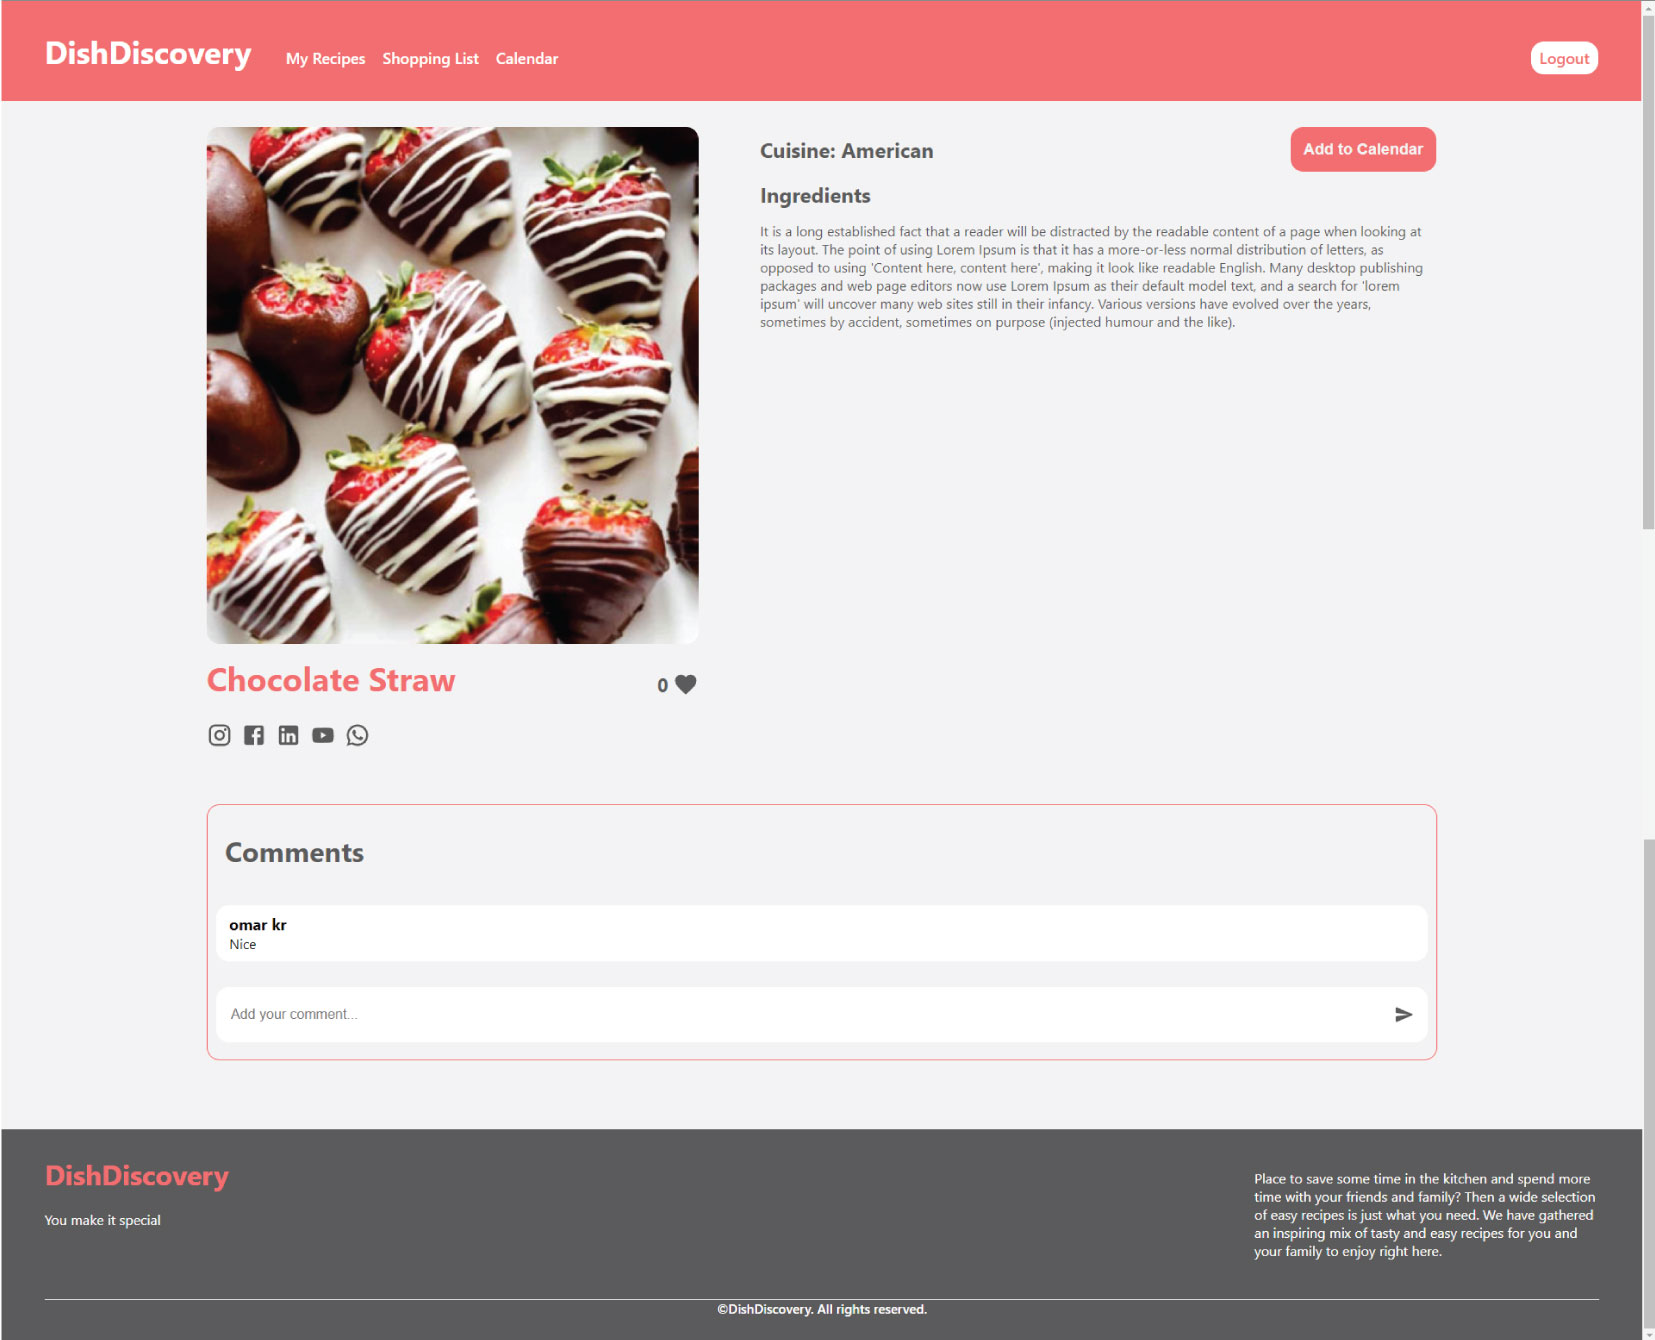 DishDiscovery
My Recipes
Shopping List
Calendar
Logout
Cuisine: American
Add to Calendar
Ingredients
It is a long established fact that a reader will be distracted by the readable content of a page when looking at
its layout. The point of using Lorem Ipsum is that it has a more-or-less normal distribution of letters, as
opposed to using 'Content here, content here', making it look like readable English. Many desktop publishing
packages and web page editors now use Lorem Ipsum as their default model text, and a search for 'lorem
ipsum' will uncover many web sites still in their infancy. Various versions have evolved over the years,
sometimes by accident, sometimes on purpose (injected humour and the like).
Chocolate Straw
0
Comments
omar kr
Nice
Add your comment...
DishDiscovery
You make it special
Place to save some time in the kitchen and spend more
time with your friends and family? Then a wide selection
of easy recipes is just what you need. We have gathered
an inspiring mix of tasty and easy recipes for you and
your family to enjoy right here.
©DishDiscovery. All rights reserved.